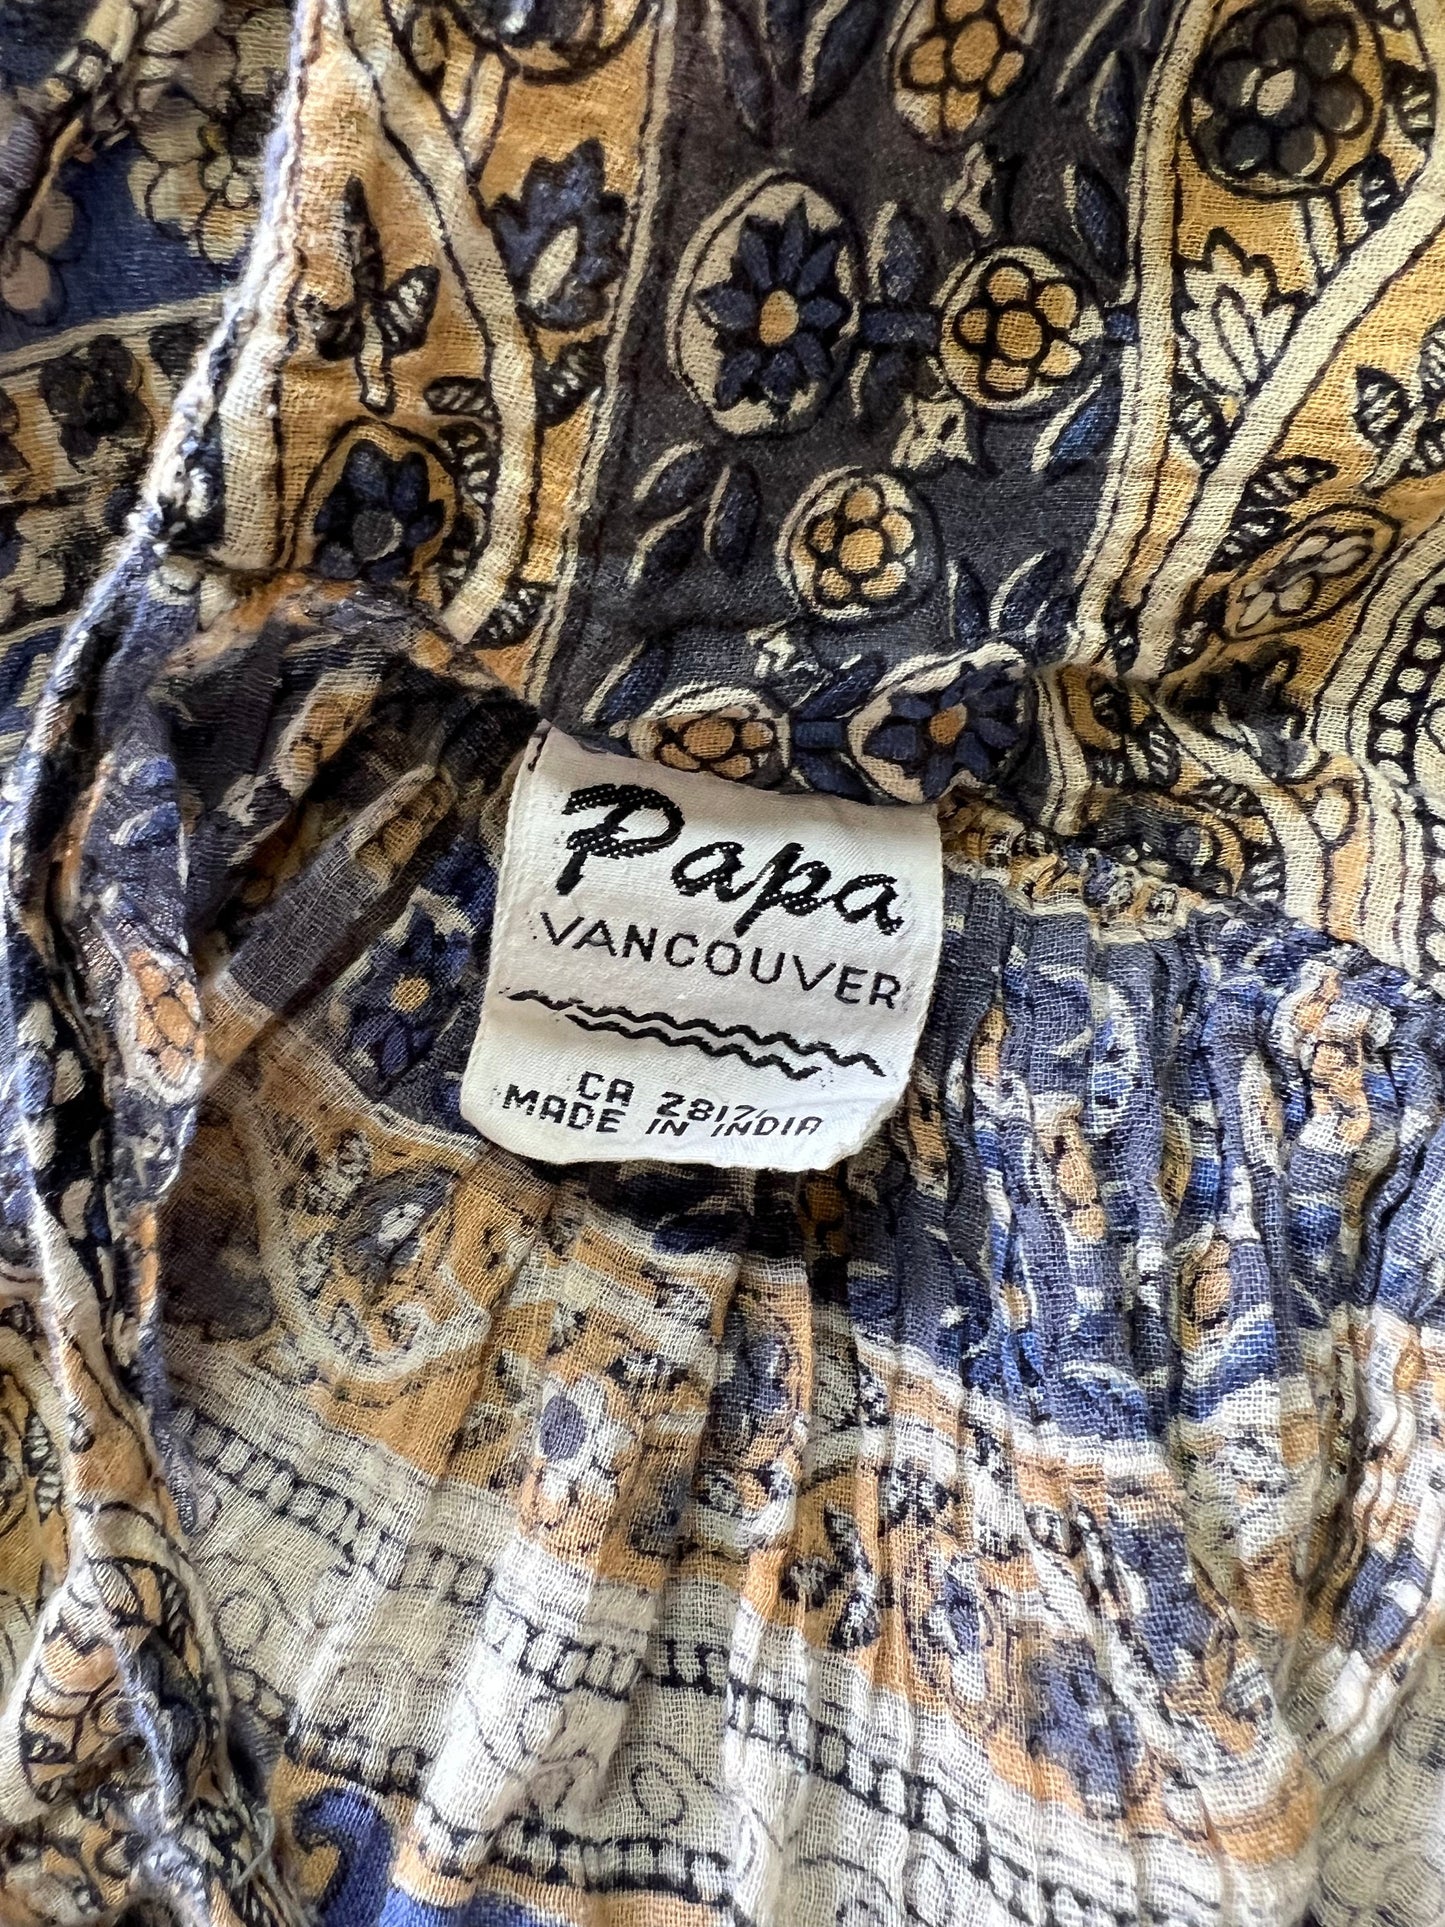 Papa
VANCOUVER
CA 28171
MADE IN INDIA